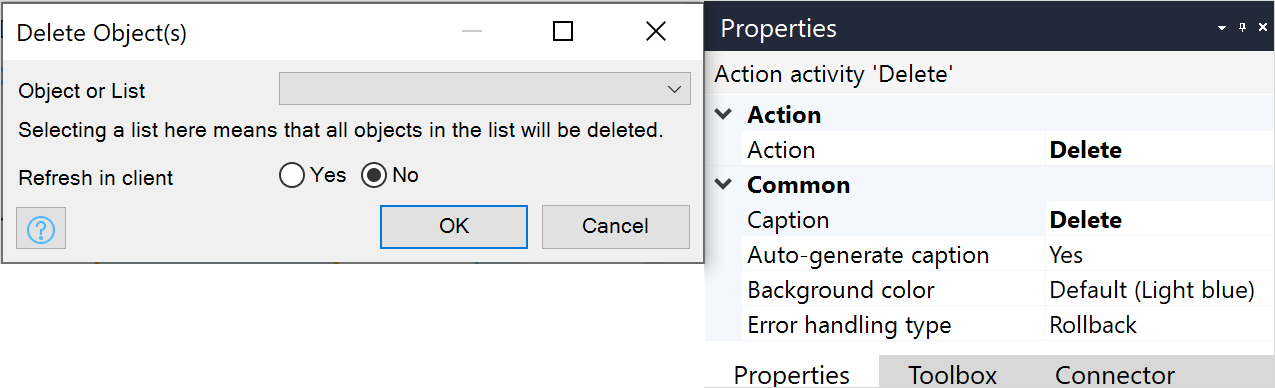 Delete Object(s)
Object or List
Selecting a list here means that all objects in the list will be deleted.
Refresh in client Yes No
OK Cancel
Properties
Action activity 'Delete'
Action
Action Delete
Common
Caption Delete
Auto-generate caption Yes
Background color Default (Light blue)
Error handling type Rollback
Properties Toolbox Connector